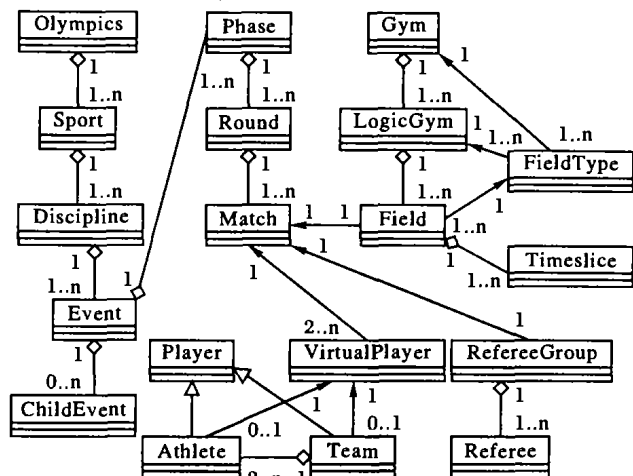 Olympics Phase Gym
1 1..n 1 1 1
1..n 1..n 1..n 1..n
Sport Round LogicGym 1 1..n FieldType
1 1 1
1..n 1..n 1..n 1
Discipline Match 1 1 Field 1..n
1 1 1 1 Timeslice
1..n 1 1..n
Event
1 2..n 1
Player VirtualPlayer RefereeGroup
0..n 1 1 1
ChildEvent 0..1 0..1 1..n
Athlete Team Referee
1